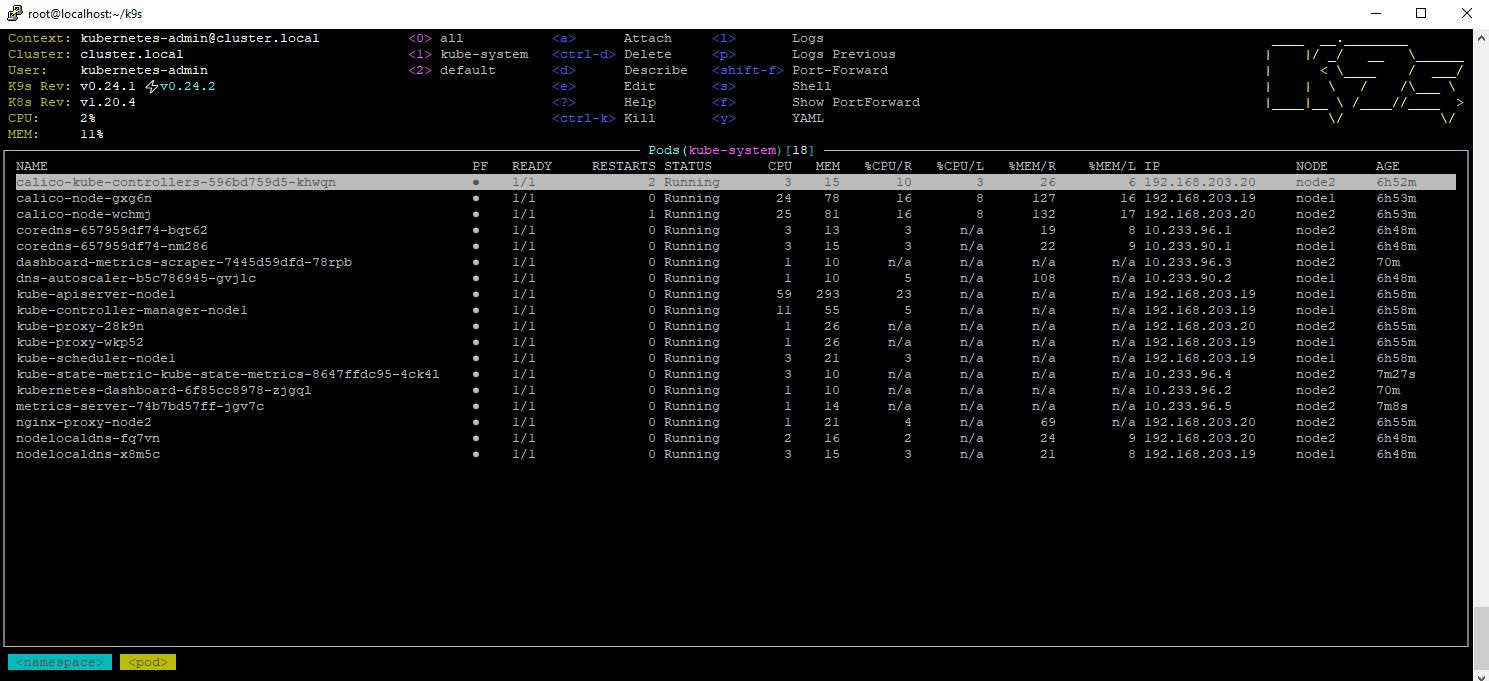 root@localhost:~/k9s
Context: kubernetes-admin@cluster.local <0> all <a> Attach <l> Logs
Cluster: cluster.local <1> kube-system <ctrl-d> Delete <p> Logs Previous
User: kubernetes-admin <2> default <d> Describe <shift-f> Port-Forward
K9s Rev: v0.24.1 ⚡v0.24.2 <e> Edit <s> Shell
K8s Rev: v1.20.4 <?> Help <f> Show PortForward
CPU: 2% <ctrl-k> Kill <y> YAML
MEM: 11%
Pods(kube-system)[18]
NAME PF READY RESTARTS STATUS CPU MEM %CPU/R %CPU/L %MEM/R %MEM/L IP NODE AGE
calico-kube-controllers-596bd759d5-khwqn ● 1/1 2 Running 3 15 10 3 26 6 192.168.203.20 node2 6h52m
calico-node-gxg6n ● 1/1 0 Running 24 78 16 8 127 16 192.168.203.19 node1 6h53m
calico-node-wchmj ● 1/1 1 Running 25 81 16 8 132 17 192.168.203.20 node2 6h53m
coredns-657959df74-bqt62 ● 1/1 0 Running 3 13 3 n/a 19 8 10.233.96.1 node2 6h48m
coredns-657959df74-nm286 ● 1/1 0 Running 3 15 3 n/a 22 9 10.233.90.1 node1 6h48m
dashboard-metrics-scraper-7445d59dfd-78rpb ● 1/1 0 Running 1 10 n/a n/a n/a n/a 10.233.96.3 node2 70m
dns-autoscaler-b5c786945-gvjlc ● 1/1 0 Running 1 10 5 n/a 108 n/a 10.233.90.2 node1 6h48m
kube-apiserver-node1 ● 1/1 0 Running 59 293 23 n/a n/a n/a 192.168.203.19 node1 6h58m
kube-controller-manager-node1 ● 1/1 0 Running 11 55 5 n/a n/a n/a 192.168.203.19 node1 6h58m
kube-proxy-28k9n ● 1/1 0 Running 1 26 n/a n/a n/a n/a 192.168.203.20 node2 6h55m
kube-proxy-wkp52 ● 1/1 0 Running 1 26 n/a n/a n/a n/a 192.168.203.19 node1 6h55m
kube-scheduler-node1 ● 1/1 0 Running 3 21 3 n/a n/a n/a 192.168.203.19 node1 6h58m
kube-state-metric-kube-state-metrics-8647ffdc95-4ck4l ● 1/1 0 Running 3 10 n/a n/a n/a n/a 10.233.96.4 node2 7m27s
kubernetes-dashboard-6f85cc8978-zjgql ● 1/1 0 Running 1 10 n/a n/a n/a n/a 10.233.96.2 node2 70m
metrics-server-74b7bd57ff-jgv7c ● 1/1 0 Running 1 14 n/a n/a n/a n/a 10.233.96.5 node2 7m8s
nginx-proxy-node2 ● 1/1 0 Running 1 21 4 n/a 69 n/a 192.168.203.20 node2 6h55m
nodelocaldns-fq7vn ● 1/1 0 Running 2 16 2 n/a 24 9 192.168.203.20 node2 6h48m
nodelocaldns-x8m5c ● 1/1 0 Running 3 15 3 n/a 21 8 192.168.203.19 node1 6h48m
<namespace> <pod>